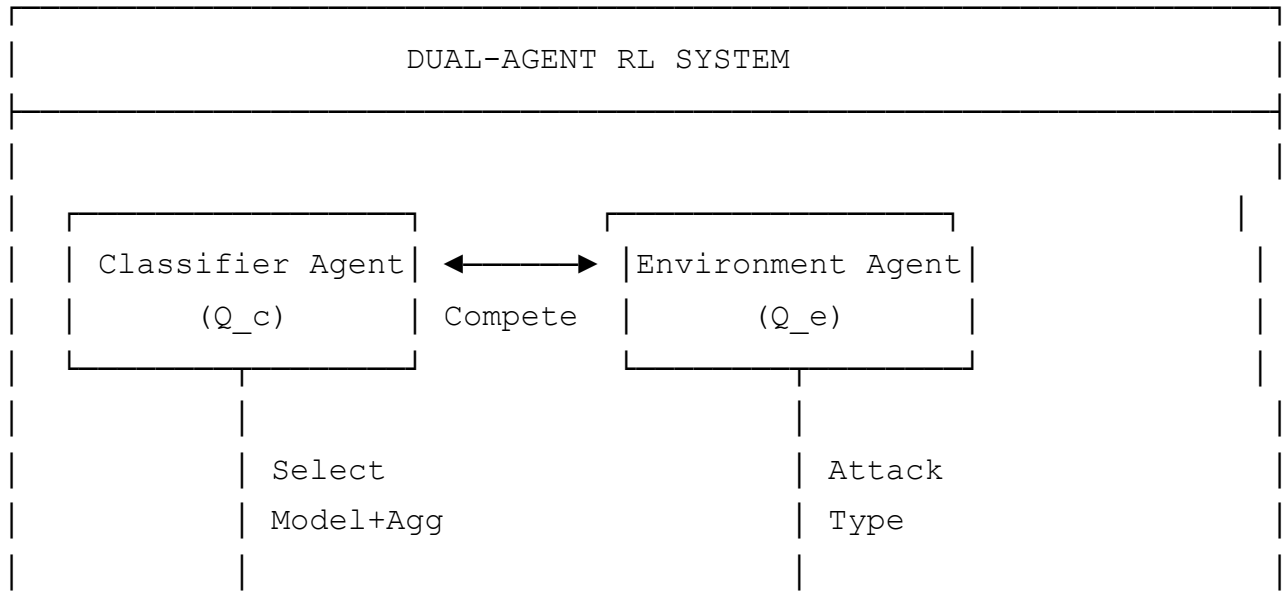 DUAL-AGENT RL SYSTEM
Classifier Agent Environment Agent
(Q_c) Compete (Q_e)
Select Attack
Model+Agg Type